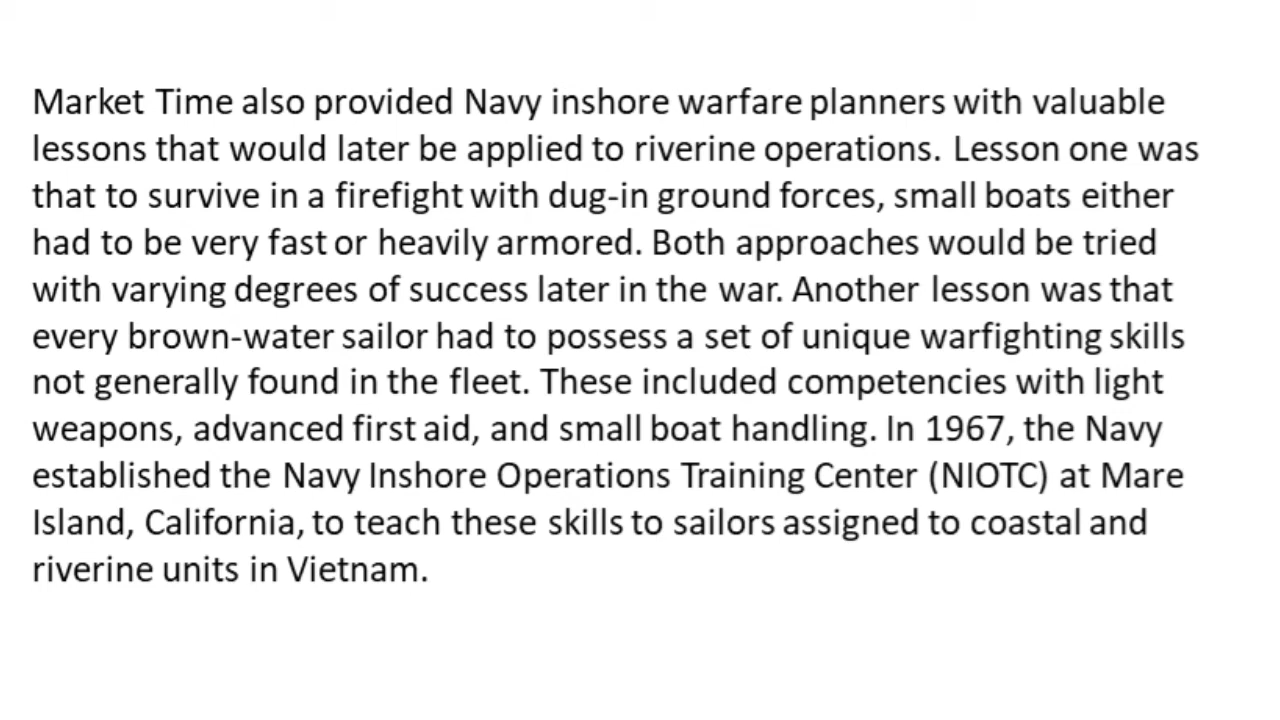 Market Time also provided Navy inshore warfare planners with valuable
lessons that would later be applied to riverine operations. Lesson one was
that to survive in a firefight with dug-in ground forces, small boats either
had to be very fast or heavily armored. Both approaches would be tried
with varying degrees of success later in the war. Another lesson was that
every brown-water sailor had to possess a set of unique warfighting skills
not generally found in the fleet. These included competencies with light
weapons, advanced first aid, and small boat handling. In 1967, the Navy
established the Navy Inshore Operations Training Center (NIOTC) at Mare
Island, California, to teach these skills to sailors assigned to coastal and
riverine units in Vietnam.